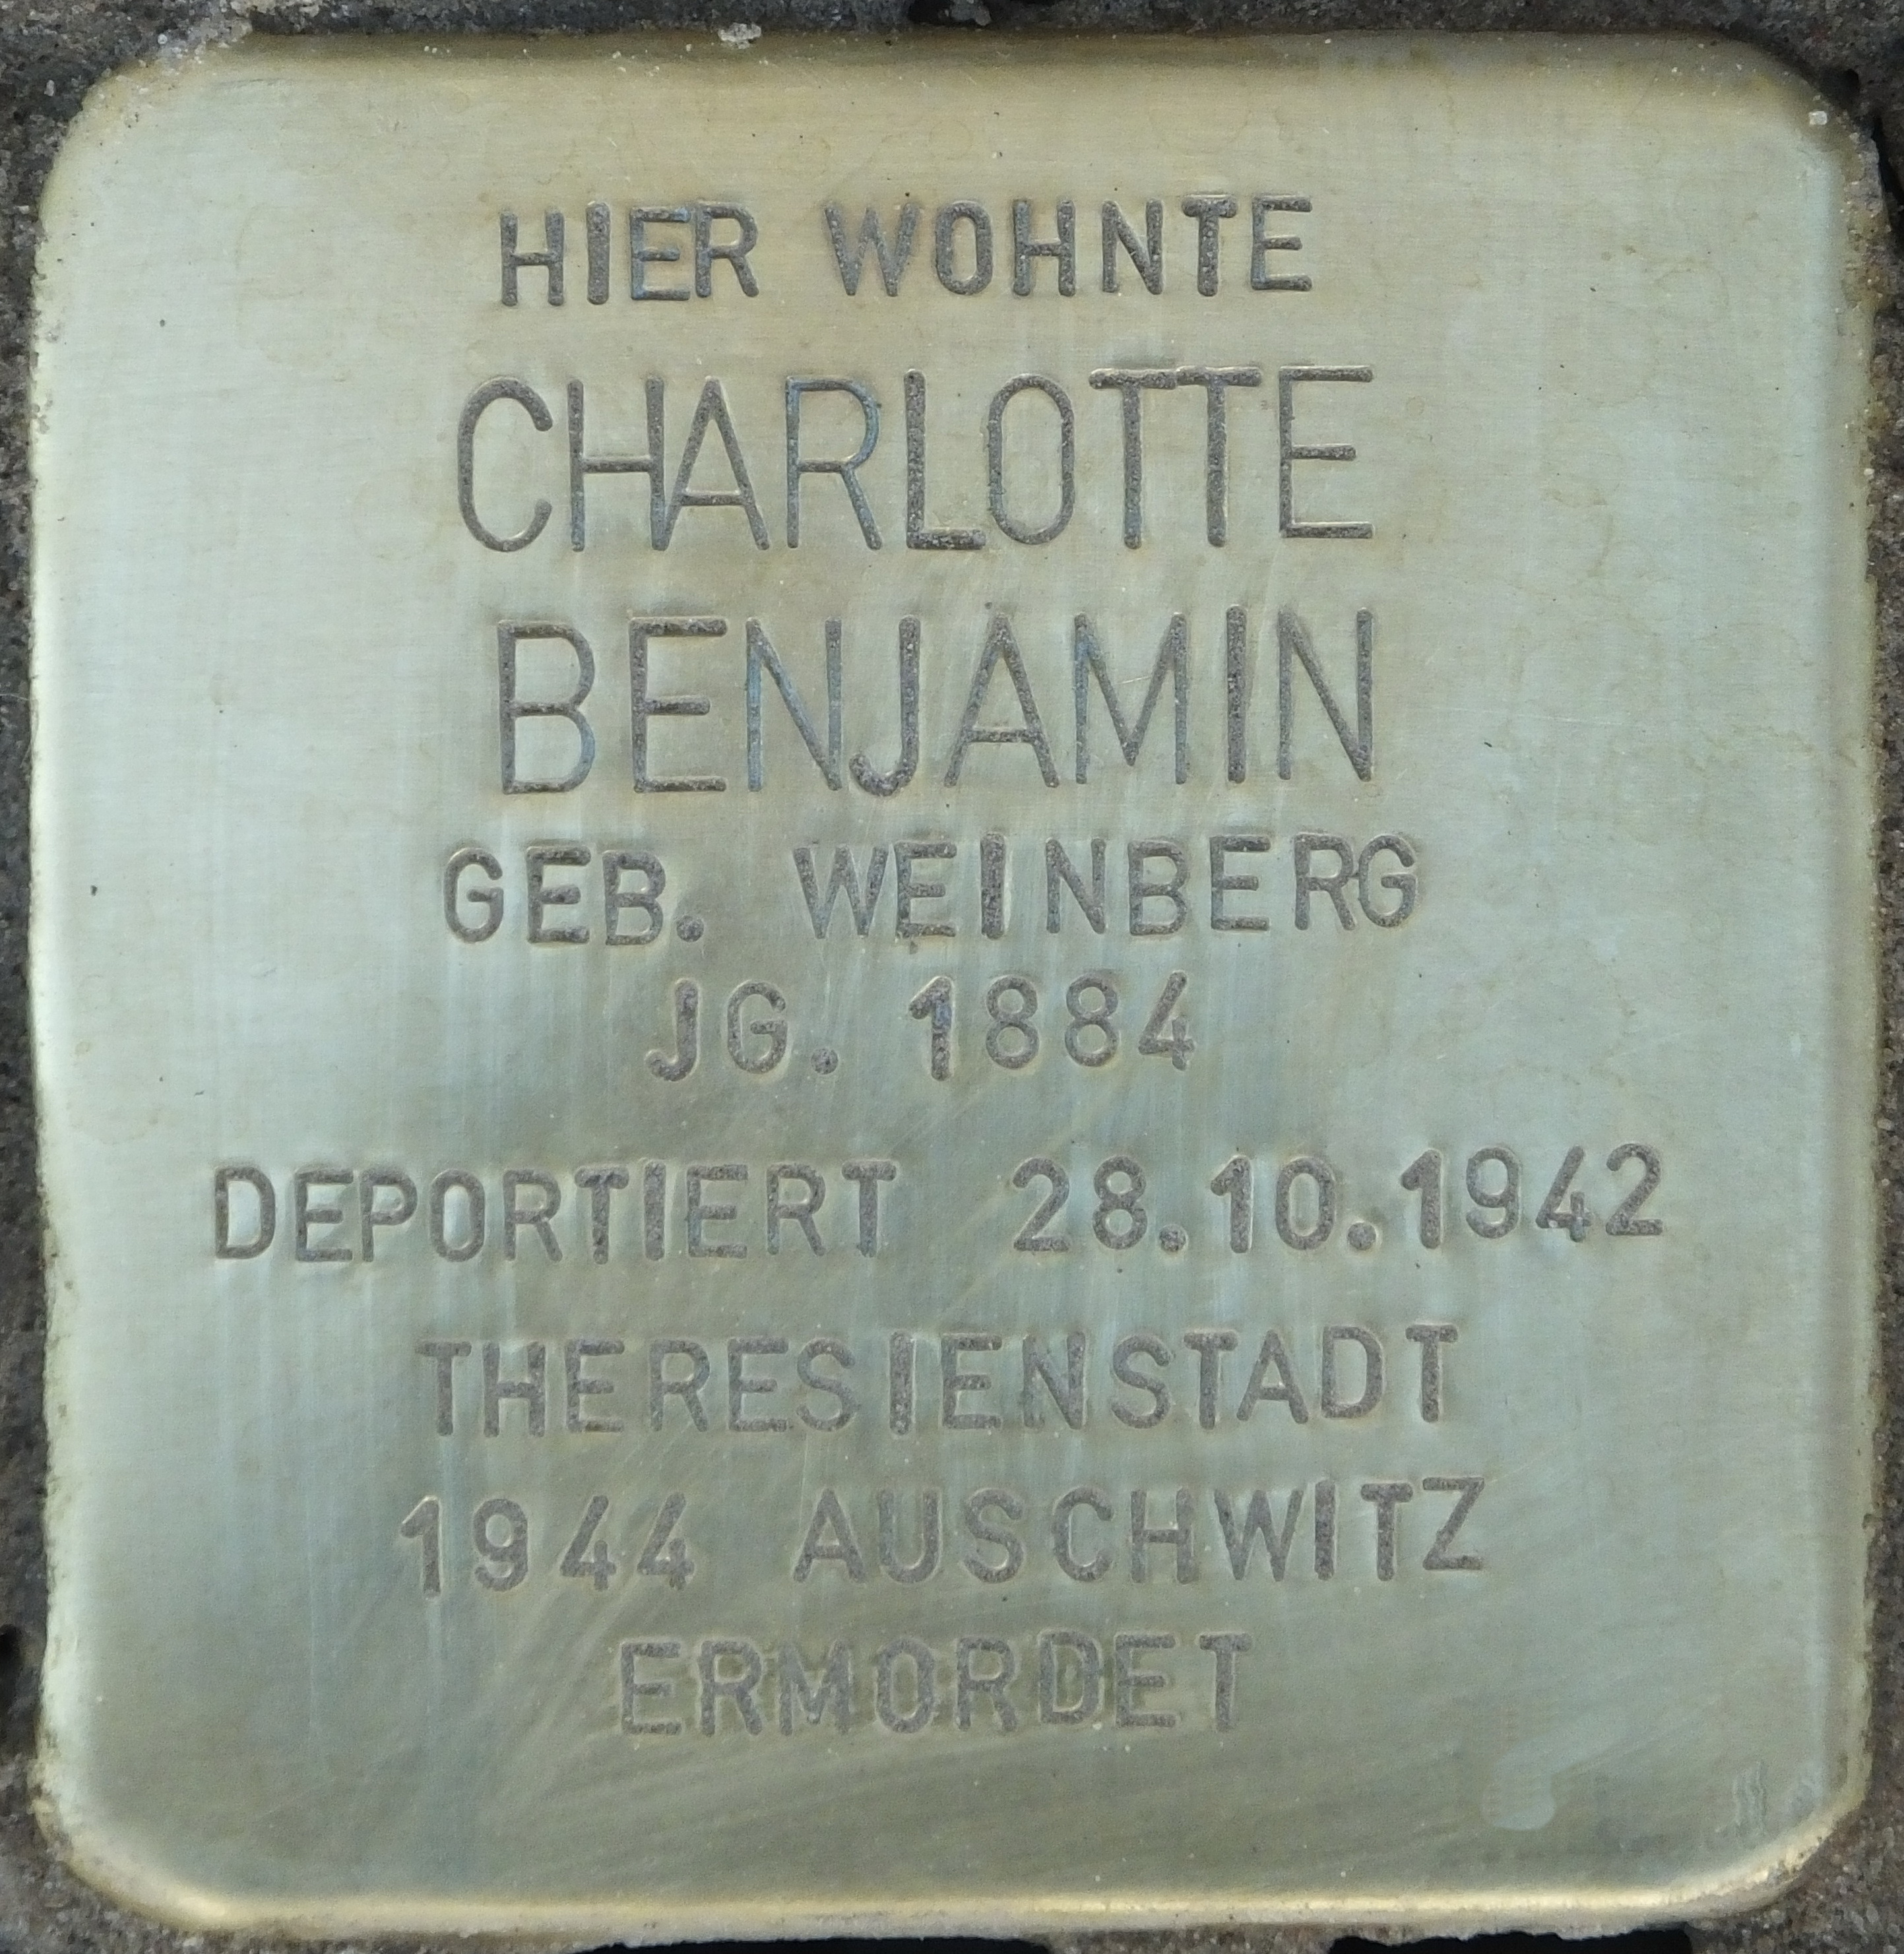 HIER WOHNTE
CHARLOTTE
BENJAMIN
GEB. WEINBERG
JG. 1884
DEPORTIERT 28.10.1942
THERESIENSTADT
1944 AUSCHWITZ
ERMORDET